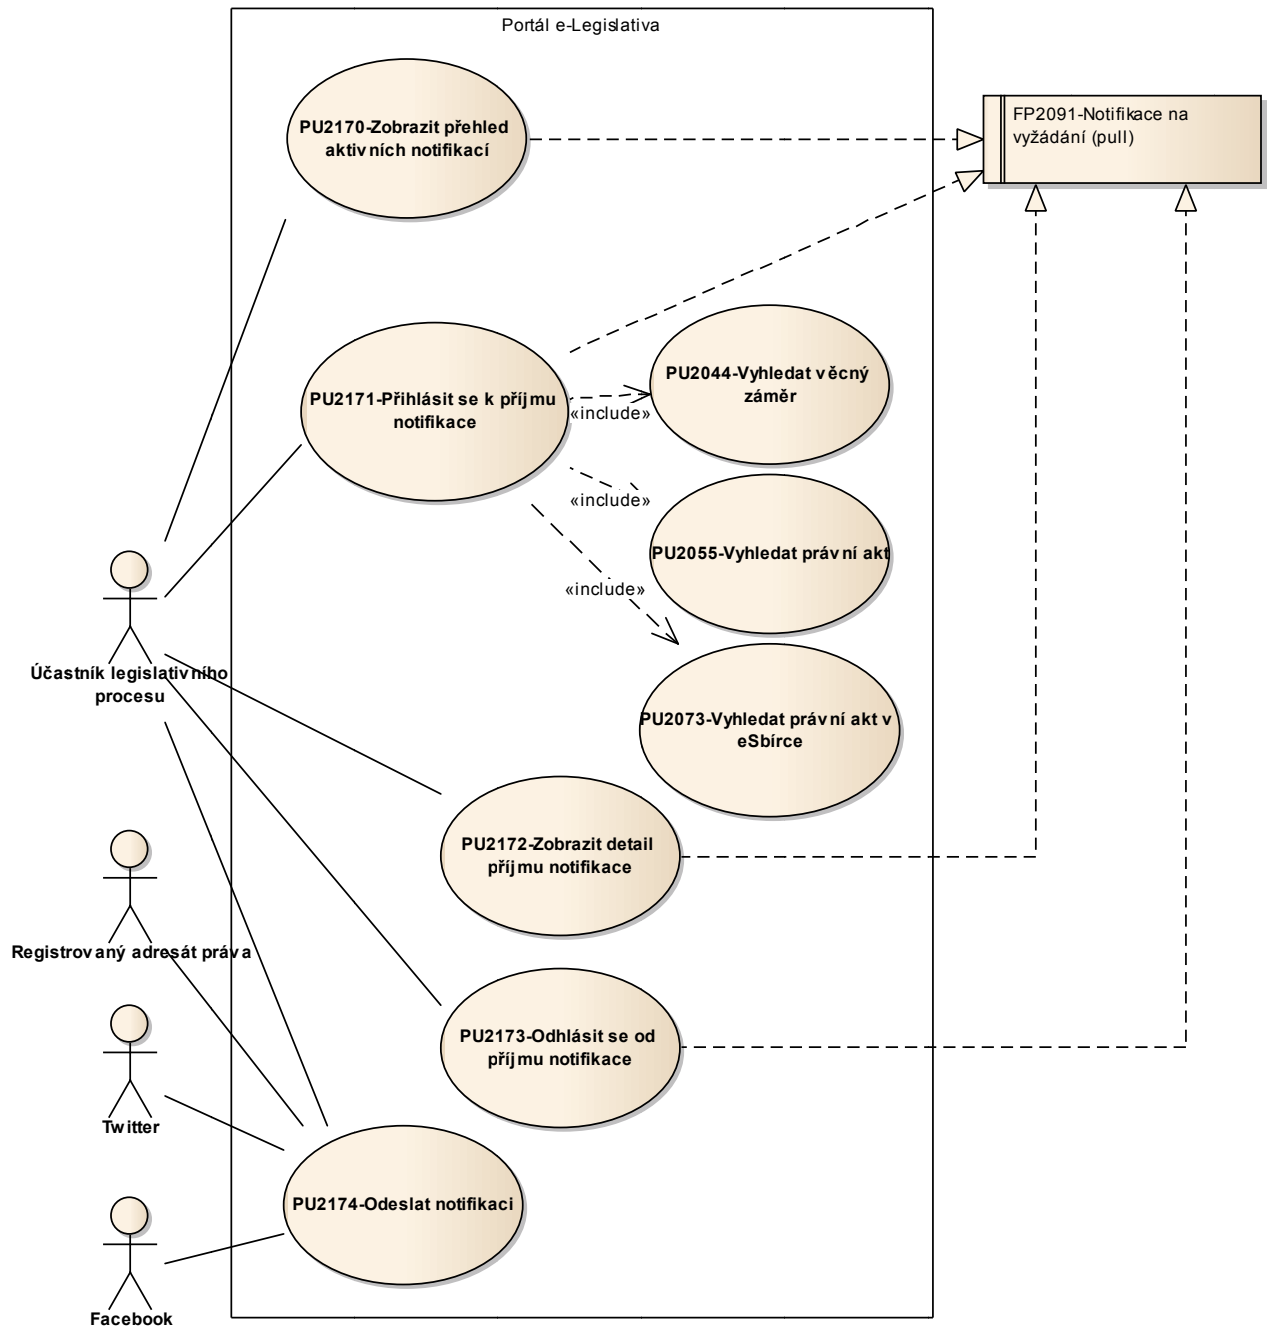 Portál e-Legislativa
PU2170-Zobrazit přehled
aktivních notifikací
FP2091-Notifikace na
vyžádání (pull)
PU2171-Přihlásit se k příjmu
notifikace
PU2044-Vyhledat věcný
záměr
«include»
«include»
PU2055-Vyhledat právní akt
«include»
Účastník legislativního
procesu
PU2073-Vyhledat právní akt v
eSbírce
PU2172-Zobrazit detail
příjmu notifikace
Registrovaný adresát práva
PU2173-Odhlásit se od
příjmu notifikace
Twitter
PU2174-Odeslat notifikaci
Facebook